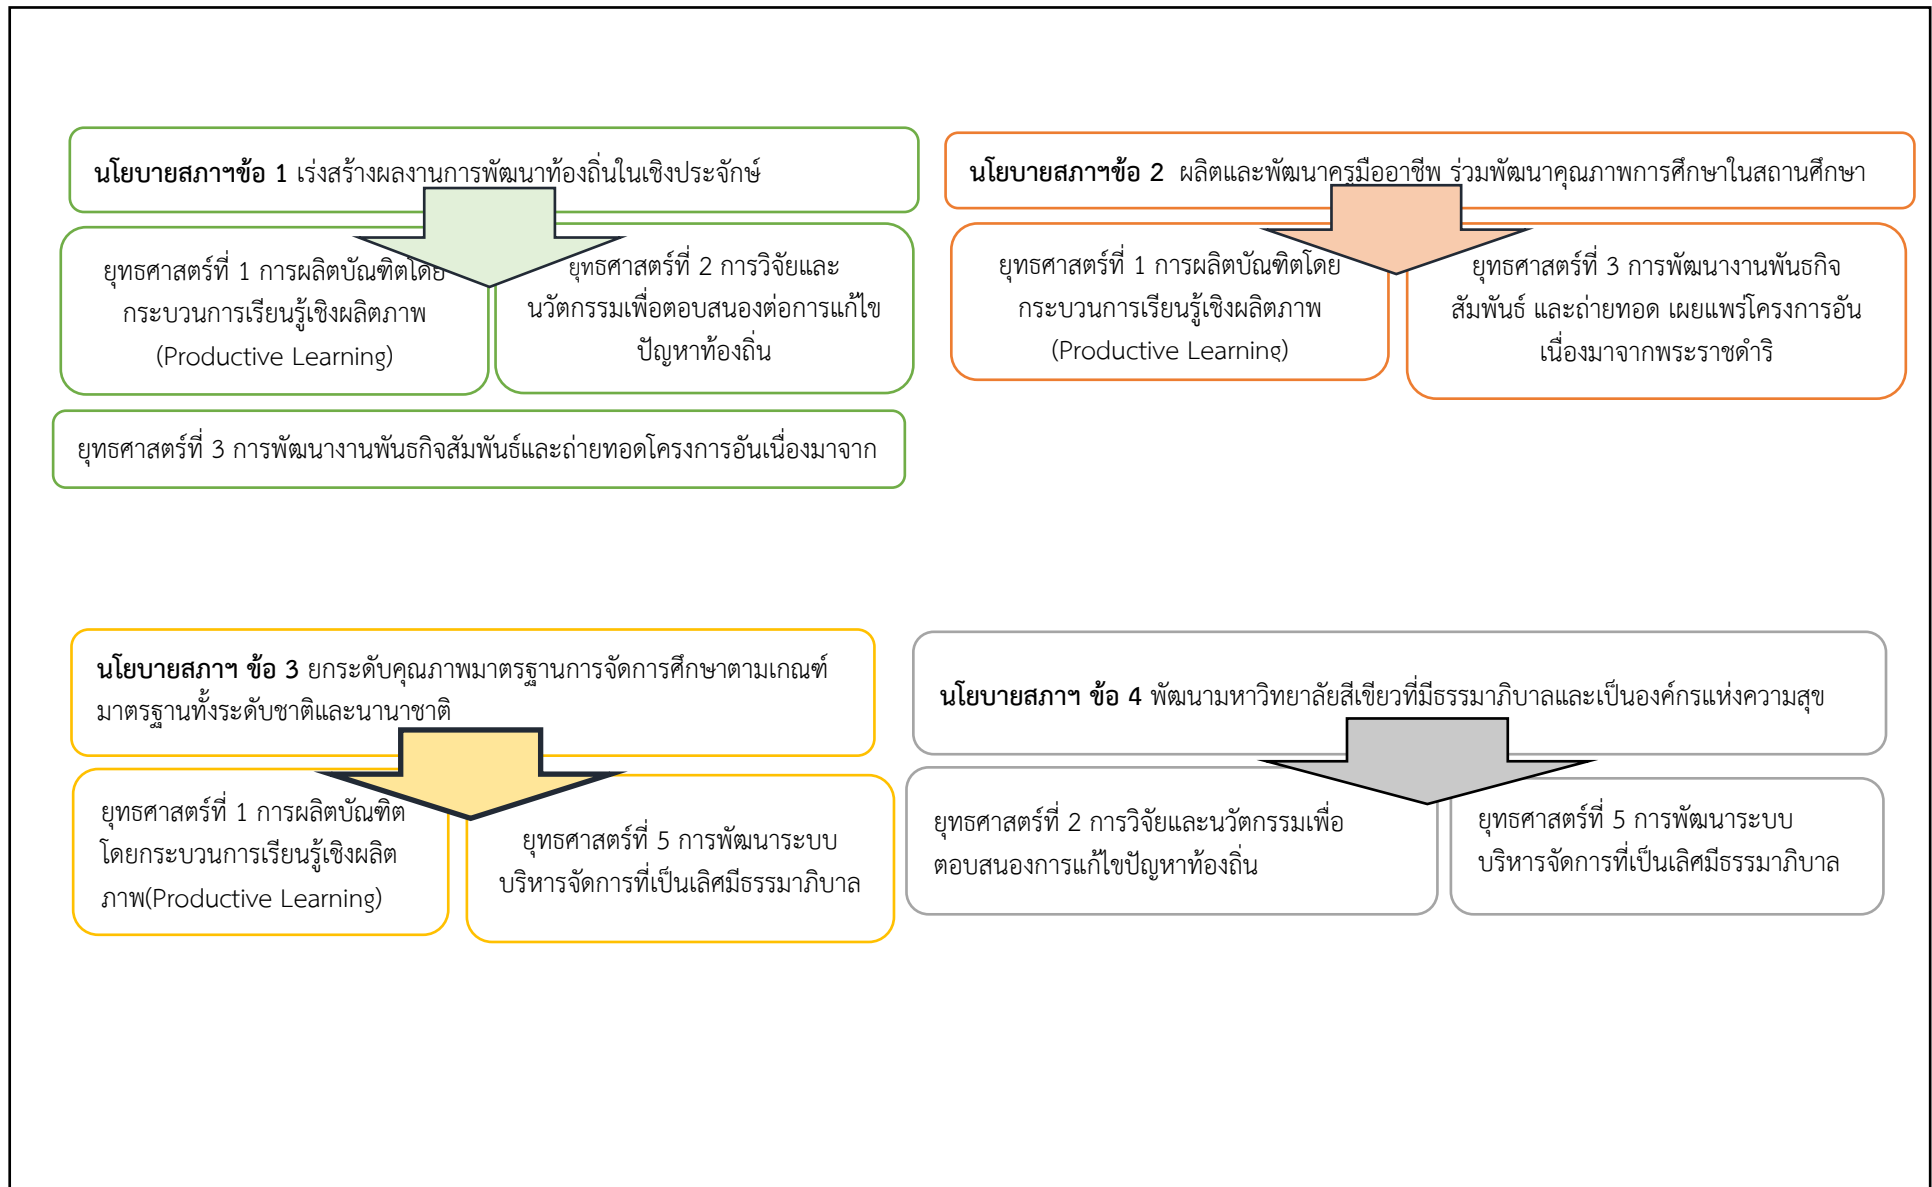 นโยบายสภาฯข้อ 1 เร่งสร้างผลงานการพัฒนาท้องถิ่นในเชิงประจักษ์
ยุทธศาสตร์ที่ 1 การผลิตบัณฑิตโดย
กระบวนการเรียนรู้เชิงผลิตภาพ
(Productive Learning)
ยุทธศาสตร์ที่ 2 การวิจัยและ
นวัตกรรมเพื่อตอบสนองต่อการแก้ไข
ปัญหาท้องถิ่น
ยุทธศาสตร์ที่ 3 การพัฒนางานพันธกิจสัมพันธ์และถ่ายทอดโครงการอันเนื่องมาจาก
นโยบายสภาฯข้อ 2 ผลิตและพัฒนาครูมืออาชีพ ร่วมพัฒนาคุณภาพการศึกษาในสถานศึกษา
ยุทธศาสตร์ที่ 1 การผลิตบัณฑิตโดย
กระบวนการเรียนรู้เชิงผลิตภาพ
(Productive Learning)
ยุทธศาสตร์ที่ 3 การพัฒนางานพันธกิจ
สัมพันธ์ และถ่ายทอด เผยแพร่โครงการอัน
เนื่องมาจากพระราชดำริ
นโยบายสภาฯ ข้อ 3 ยกระดับคุณภาพมาตรฐานการจัดการศึกษาตามเกณฑ์
มาตรฐานทั้งระดับชาติและนานาชาติ
ยุทธศาสตร์ที่ 1 การผลิตบัณฑิต
โดยกระบวนการเรียนรู้เชิงผลิต
ภาพ(Productive Learning)
ยุทธศาสตร์ที่ 5 การพัฒนาระบบ
บริหารจัดการที่เป็นเลิศมีธรรมาภิบาล
นโยบายสภาฯ ข้อ 4 พัฒนามหาวิทยาลัยสีเขียวที่มีธรรมาภิบาลและเป็นองค์กรแห่งความสุข
ยุทธศาสตร์ที่ 2 การวิจัยและนวัตกรรมเพื่อ
ตอบสนองการแก้ไขปัญหาท้องถิ่น
ยุทธศาสตร์ที่ 5 การพัฒนาระบบ
บริหารจัดการที่เป็นเลิศมีธรรมาภิบาล